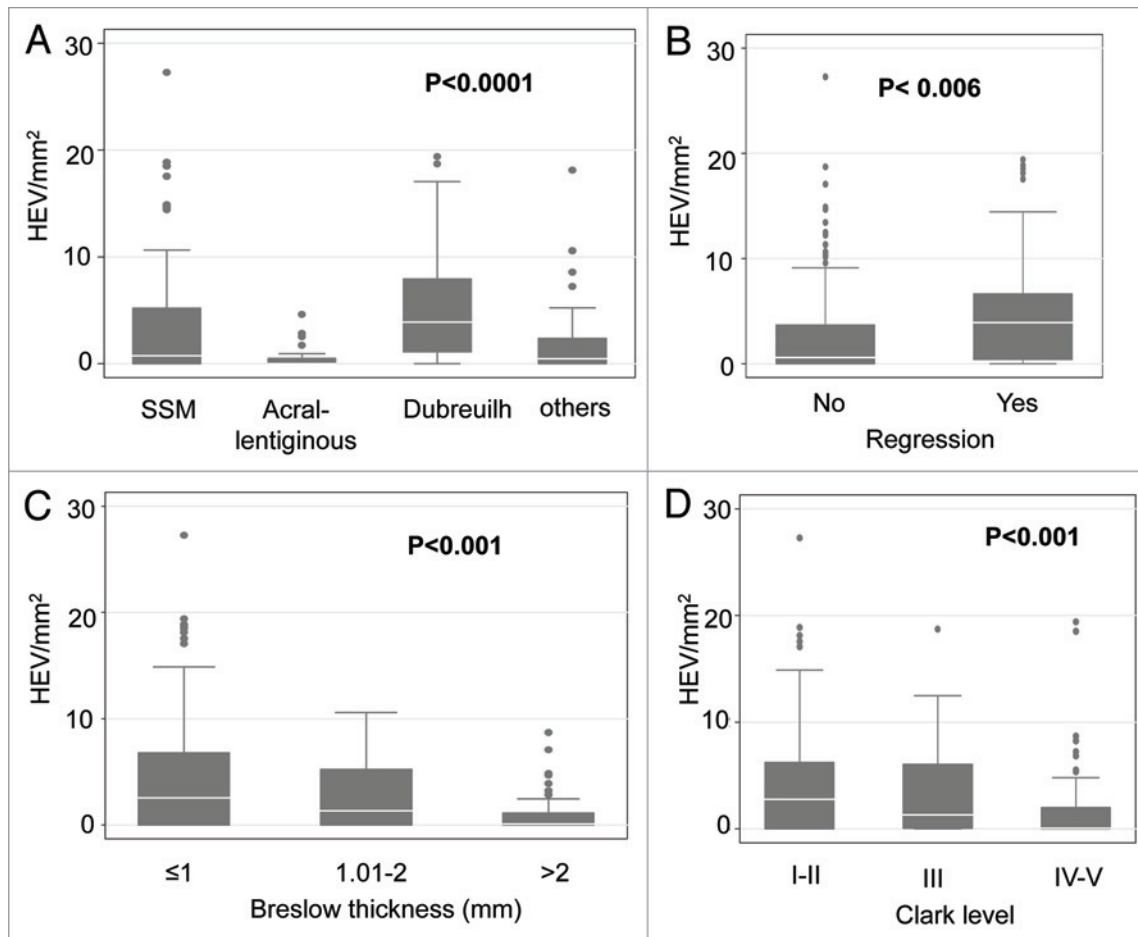 A
P<0.0001
HEV/mm²
30
20
10
0
SSM
Acral-
lentiginous
Dubreuilh
others
B
P< 0.006
HEV/mm²
30
20
10
0
No
Yes
Regression
C
P<0.001
HEV/mm²
30
20
10
0
≤1
1.01-2
>2
Breslow thickness (mm)
D
P<0.001
HEV/mm²
30
20
10
0
I-II
III
IV-V
Clark level